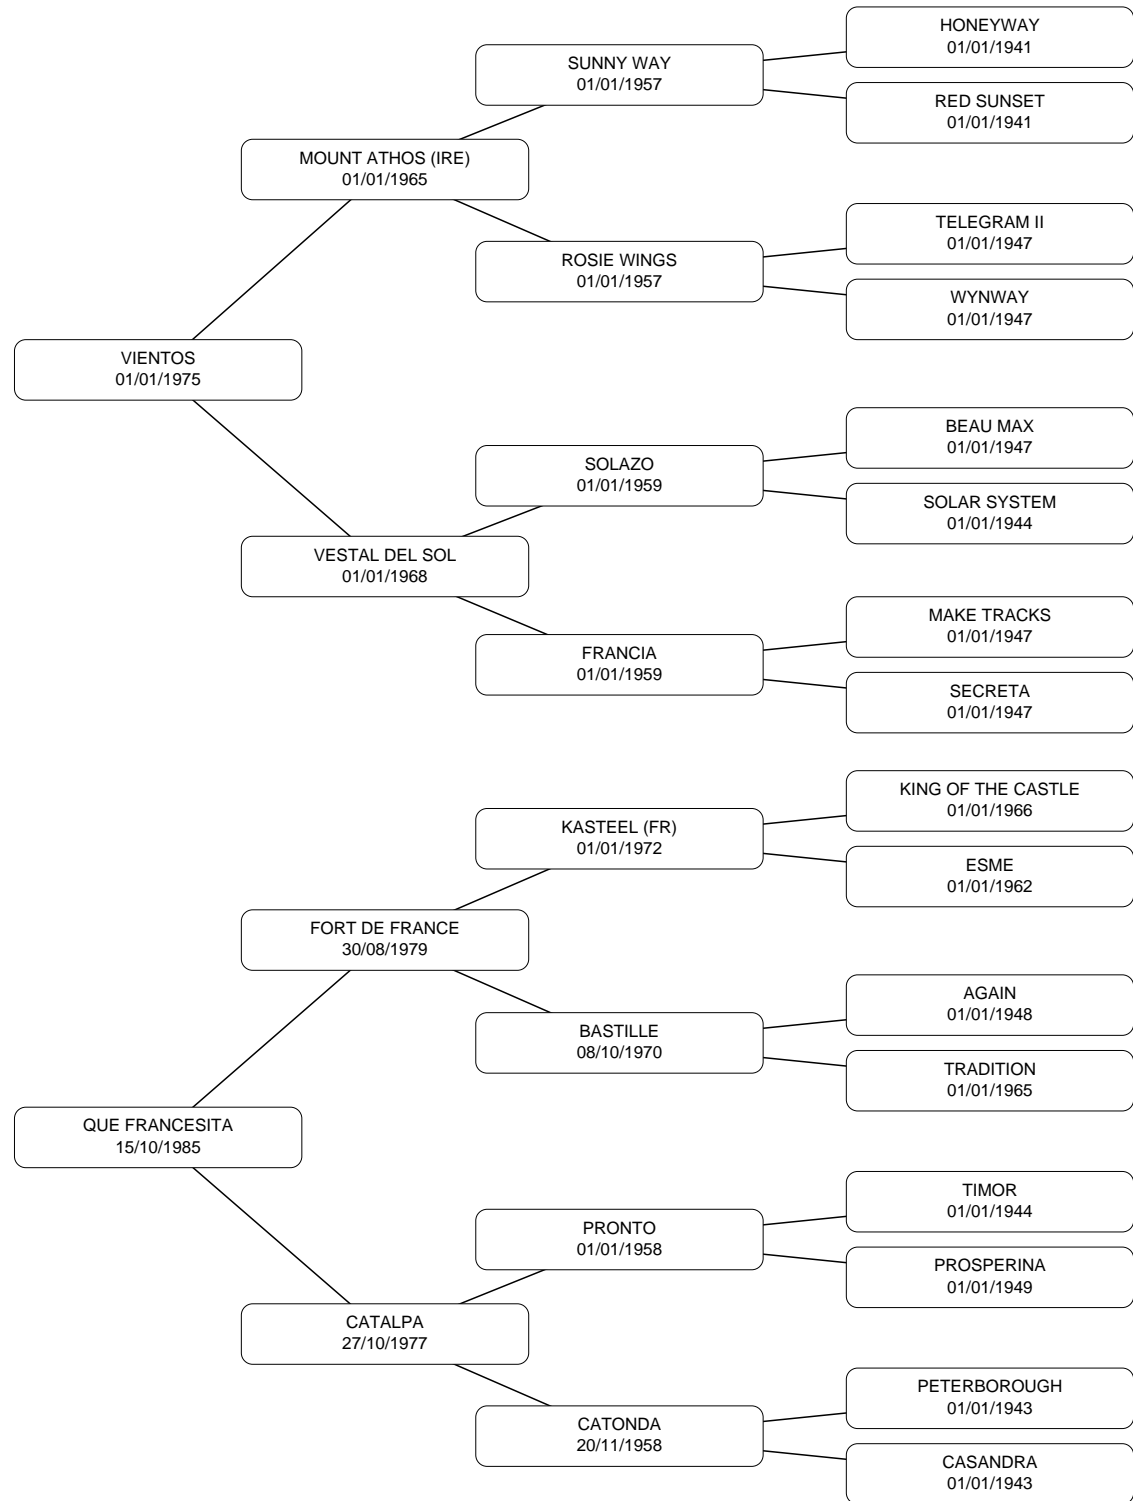 HONEYWAY
01/01/1941
SUNNY WAY
01/01/1957
RED SUNSET
01/01/1941
MOUNT ATHOS (IRE)
01/01/1965
TELEGRAM II
01/01/1947
ROSIE WINGS
01/01/1957
WYNWAY
01/01/1947
VIENTOS
01/01/1975
BEAU MAX
01/01/1947
SOLAZO
01/01/1959
SOLAR SYSTEM
01/01/1944
VESTAL DEL SOL
01/01/1968
MAKE TRACKS
01/01/1947
FRANCIA
01/01/1959
SECRETA
01/01/1947
KING OF THE CASTLE
01/01/1966
KASTEEL (FR)
01/01/1972
ESME
01/01/1962
FORT DE FRANCE
30/08/1979
AGAIN
01/01/1948
BASTILLE
08/10/1970
TRADITION
01/01/1965
QUE FRANCESITA
15/10/1985
TIMOR
01/01/1944
PRONTO
01/01/1958
PROSPERINA
01/01/1949
CATALPA
27/10/1977
PETERBOROUGH
01/01/1943
CATONDA
20/11/1958
CASANDRA
01/01/1943